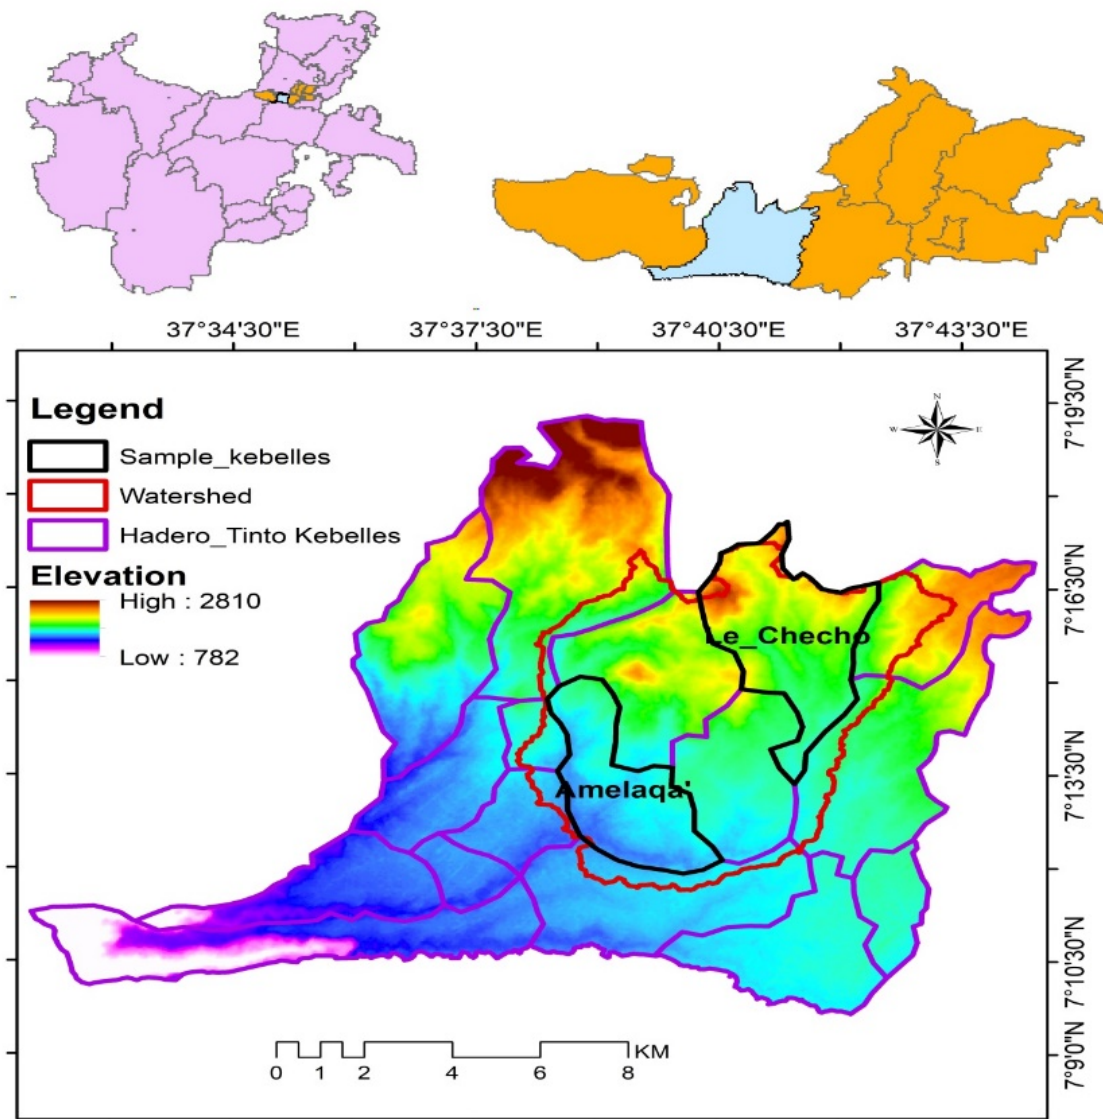 37°34'30"E 37°37'30"E 37°40'30"E 37°43'30"E
Legend
Sample_kebelles
Watershed
Hadero_Tinto Kebelles
Elevation
High : 2810
Low : 782
N
W E
S
7°19'30"N
7°16'30"N
7°13'30"N
7°10'30"N
7°9'0"N
Le_Checho
Amelaqa'
KM
0 1 2 4 6 8